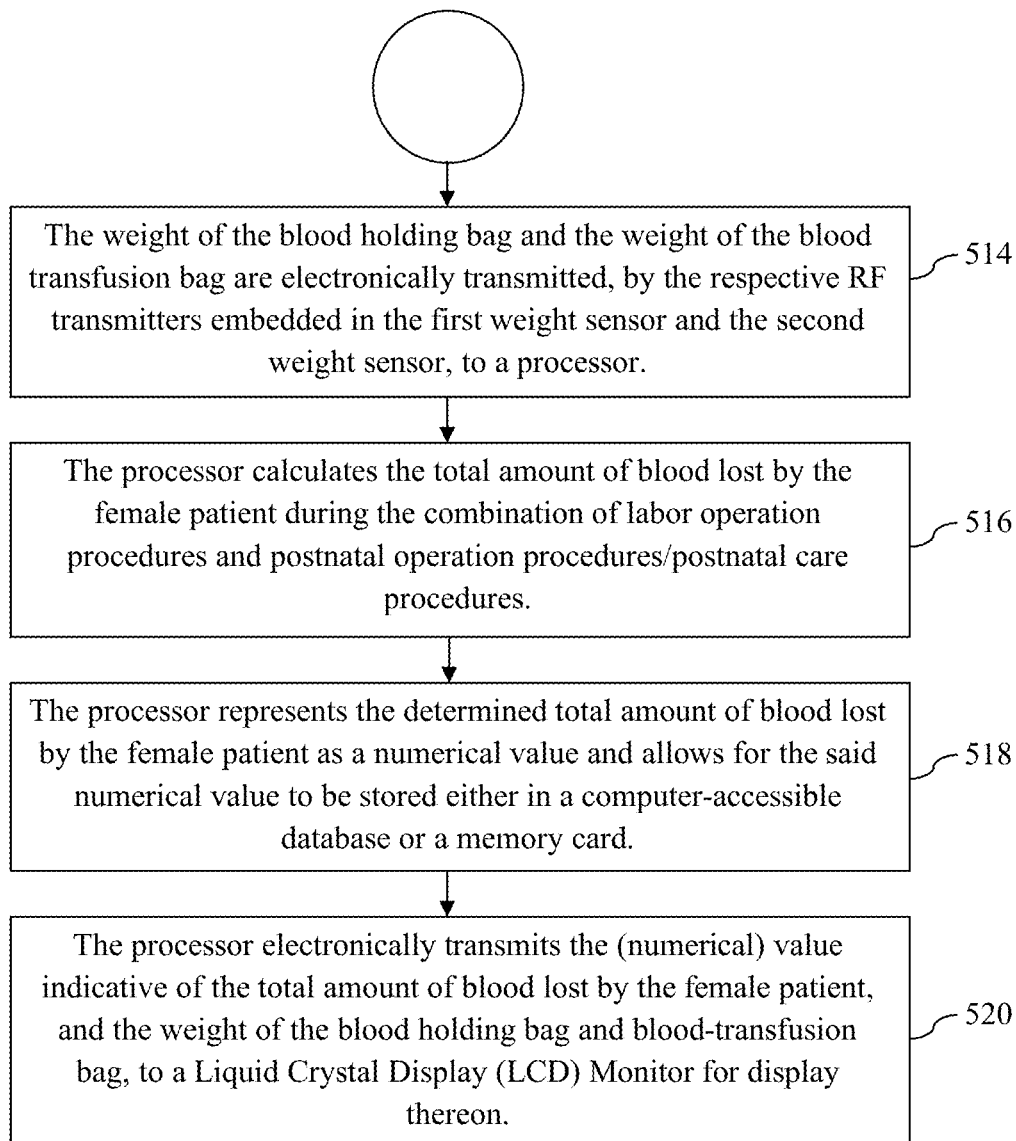 The weight of the blood holding bag and the weight of the blood
transfusion bag are electronically transmitted, by the respective RF
transmitters embedded in the first weight sensor and the second
weight sensor, to a processor.
514
The processor calculates the total amount of blood lost by the
female patient during the combination of labor operation
procedures and postnatal operation procedures/postnatal care
procedures.
516
The processor represents the determined total amount of blood lost
by the female patient as a numerical value and allows for the said
numerical value to be stored either in a computer-accessible
database or a memory card.
518
The processor electronically transmits the (numerical) value
indicative of the total amount of blood lost by the female patient,
and the weight of the blood holding bag and blood-transfusion
bag, to a Liquid Crystal Display (LCD) Monitor for display
thereon.
520